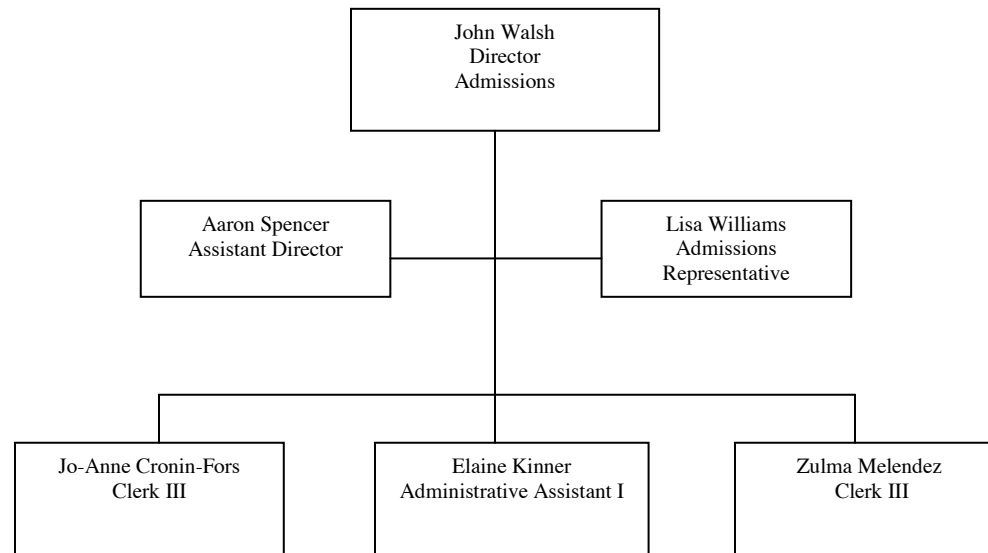 John Walsh
Director
Admissions
Aaron Spencer
Assistant Director
Lisa Williams
Admissions
Representative
Jo-Anne Cronin-Fors
Clerk III
Elaine Kinner
Administrative Assistant I
Zulma Melendez
Clerk III